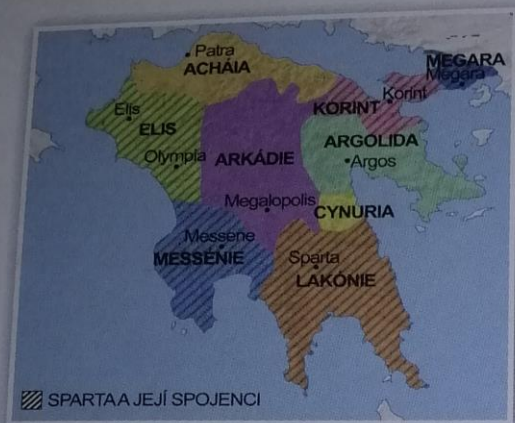 Patra
ACHÁIA
MEGARA
Megara
Korint
KORINT
Elis
ELIS
ARGOLIDA
Olympia
ARKÁDIE
Argos
Megalopolis
CYNURIA
Messene
MESSÉNIE
Sparta
LAKÓNIE
SPARTA A JEJÍ SPOJENCI